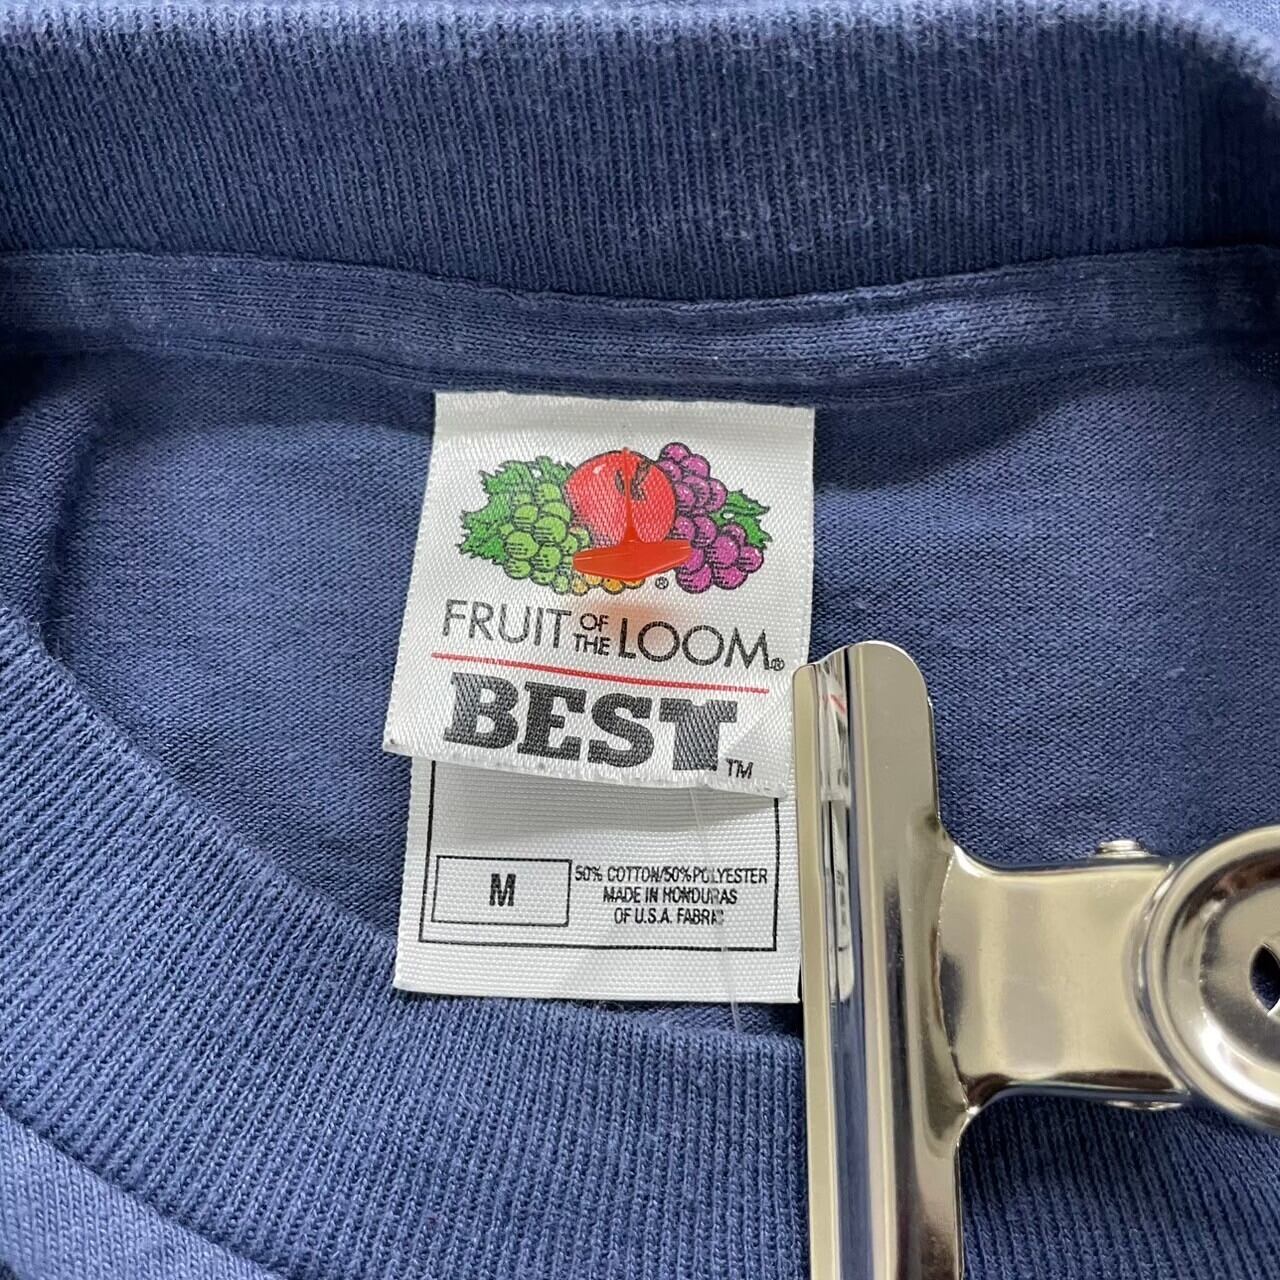 ®
FRUIT OF THE LOOM®
BEST™
M
50% COTTON/50% POLYESTER
MADE IN HONDURAS
OF U.S.A. FABRIC